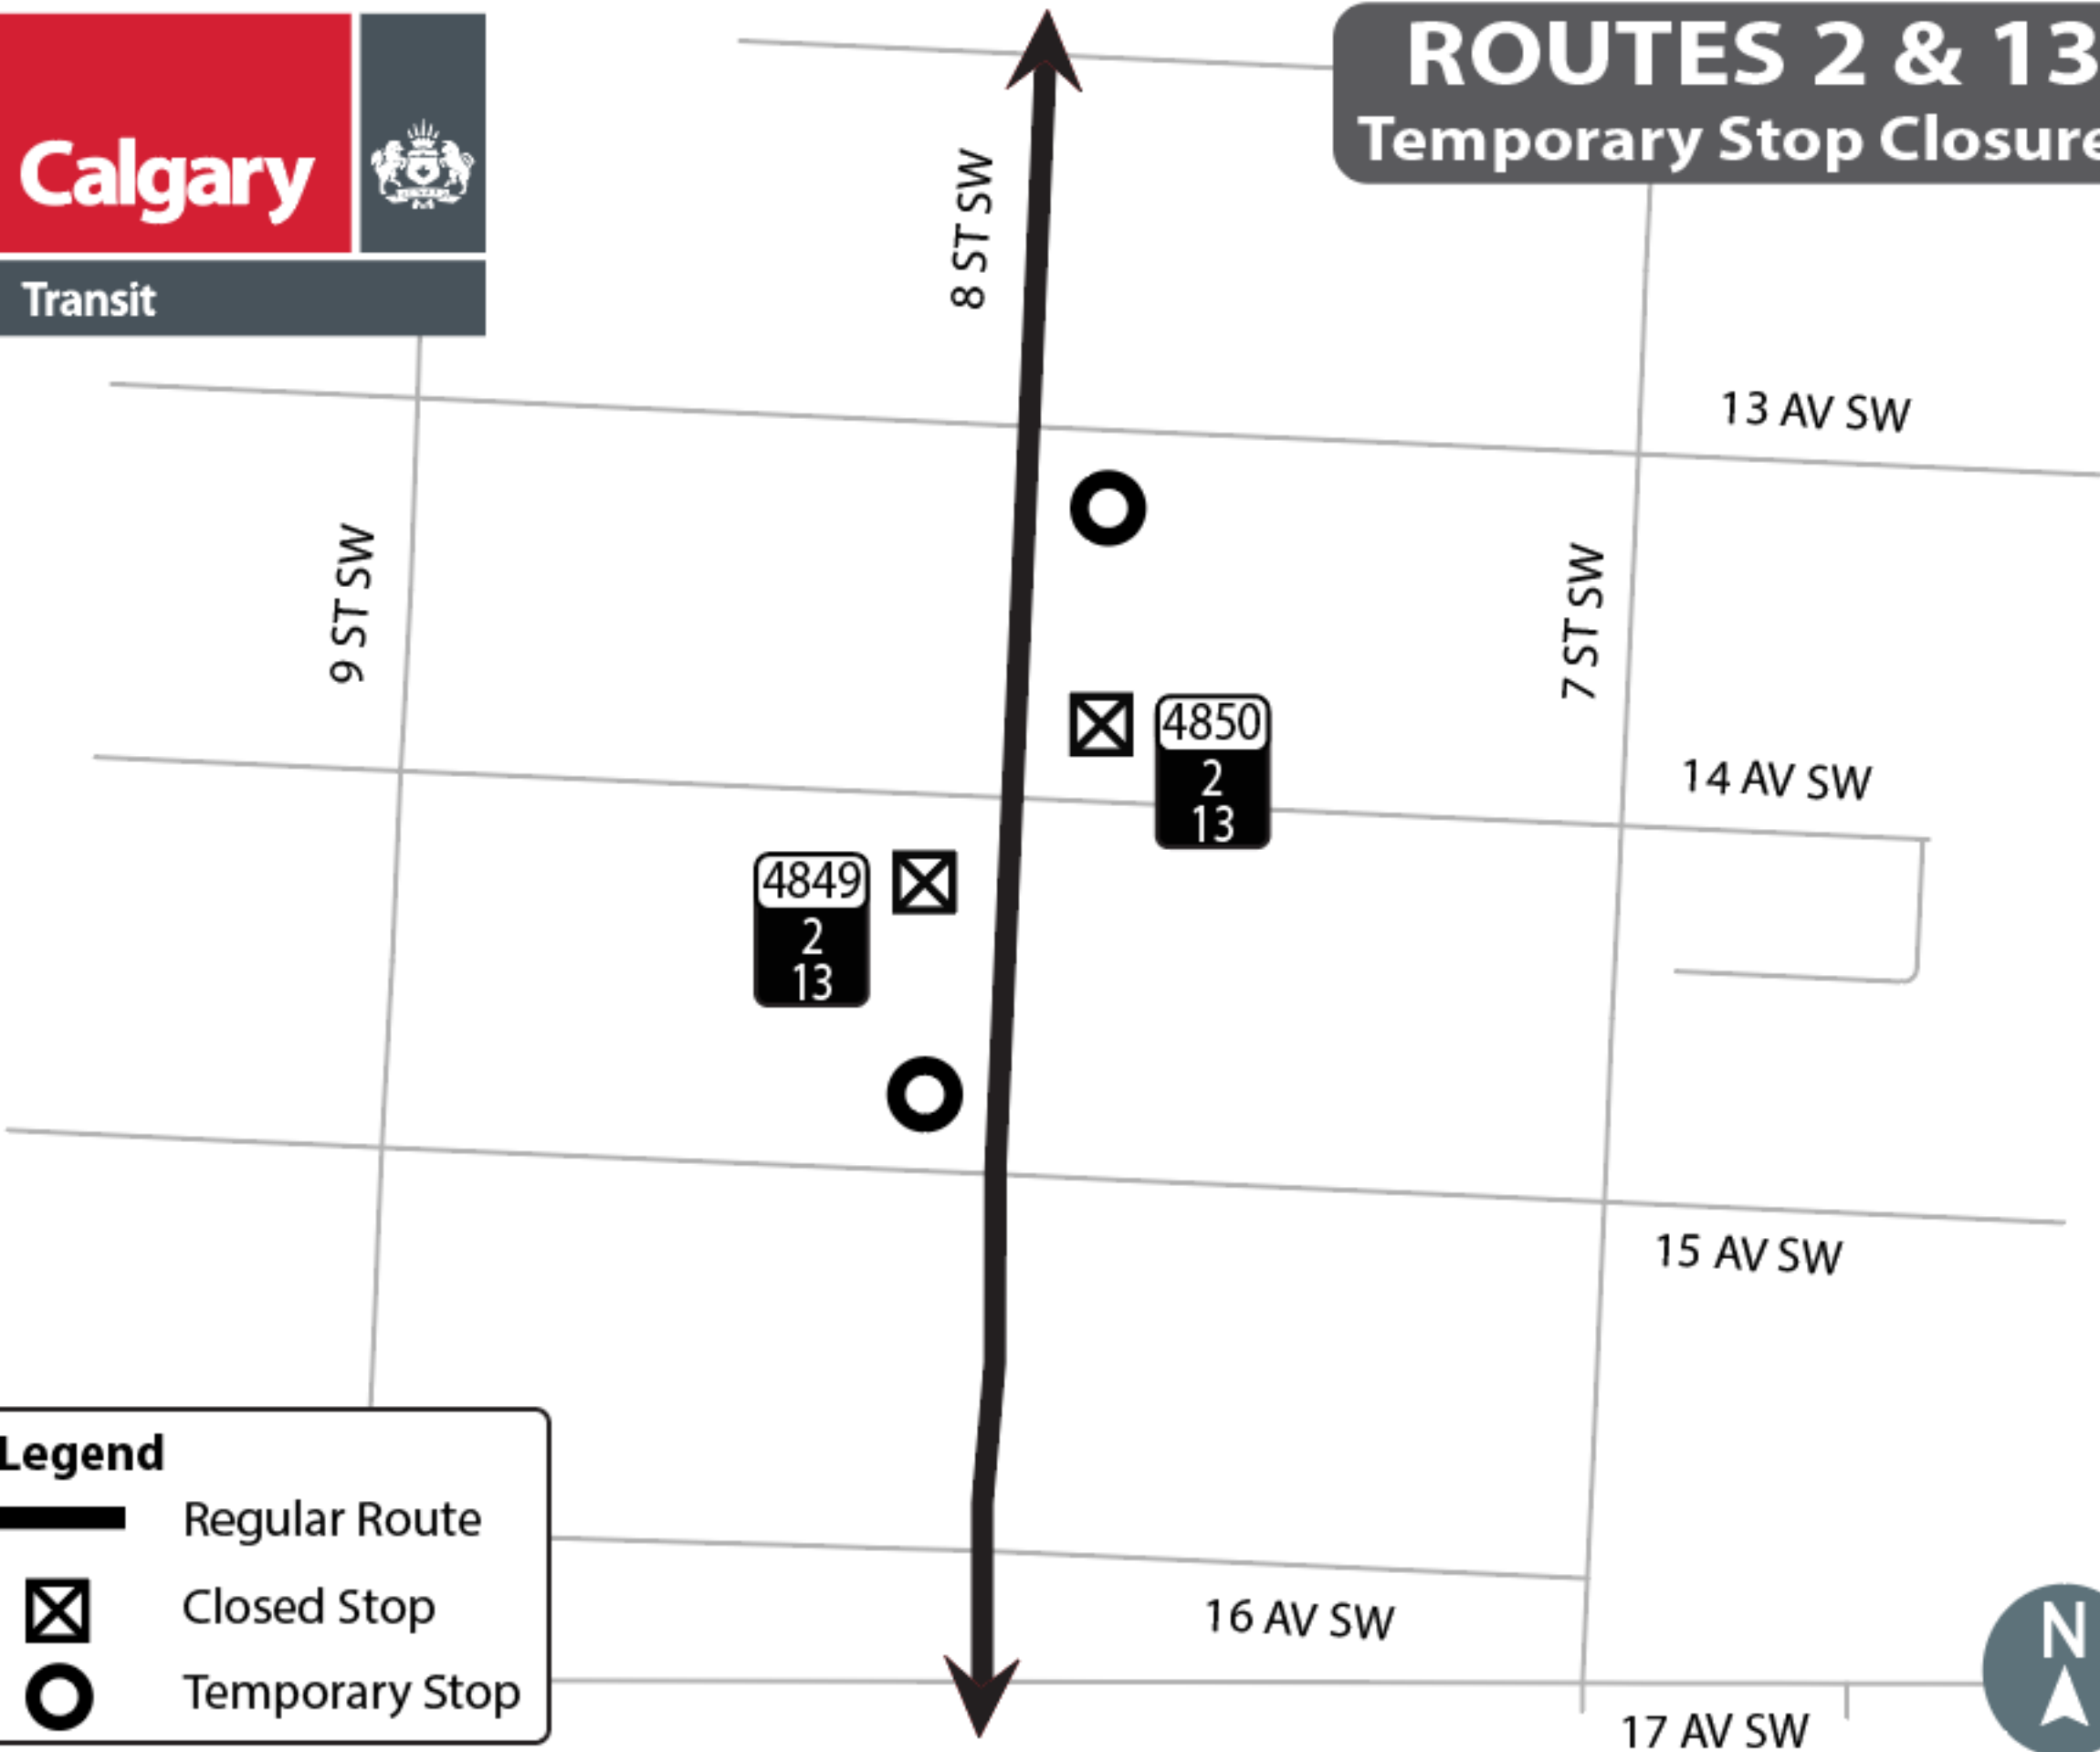 Calgary
Transit
ROUTES 2 & 13
Temporary Stop Closure
8 ST SW
13 AV SW
9 ST SW
7 ST SW
4850
2
13
14 AV SW
4849
2
13
15 AV SW
Legend
Regular Route
Closed Stop
Temporary Stop
16 AV SW
17 AV SW
N